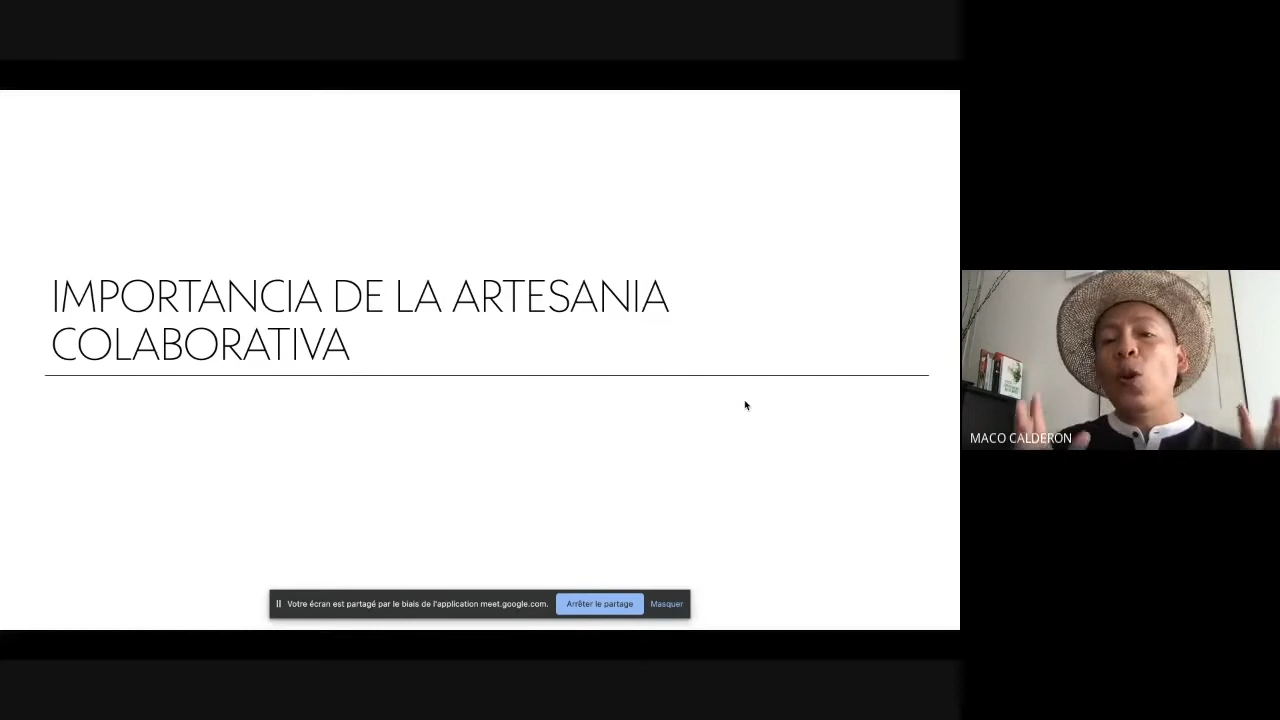 IMPORTANCIA DE LA ARTESANIA
COLABORATIVA
MACO CALDERON
Votre écran est partagé par le biais de l'application meet.google.com.
Arrêter le partage
Masquer